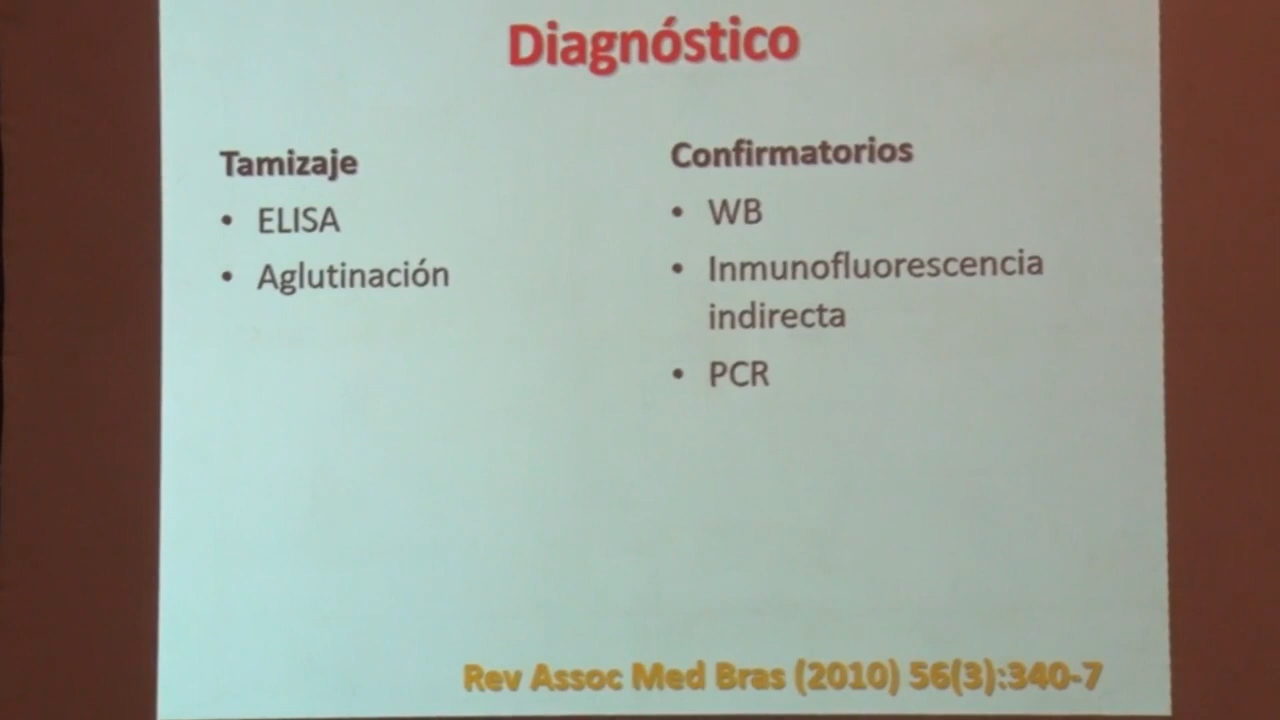 Diagnóstico
Tamizaje
• ELISA
• Aglutinación
Confirmatorios
• WB
• Inmunofluorescencia
indirecta
• PCR
Rev Assoc Med Bras (2010) 56(3):340-7